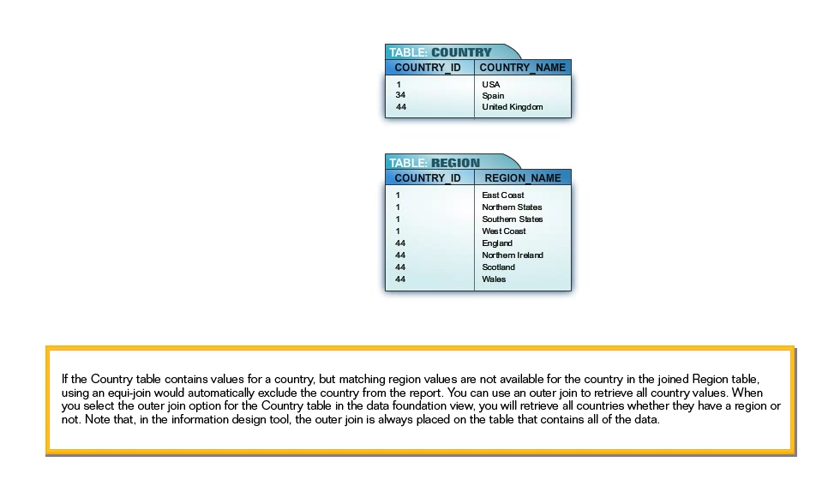 TABLE: COUNTRY
COUNTRY_ID COUNTRY_NAME
1 USA
34 Spain
44 United Kingdom
TABLE: REGION
COUNTRY_ID REGION_NAME
1 East Coast
1 Northern States
1 Southern States
1 West Coast
44 England
44 Northern Ireland
44 Scotland
44 Wales
If the Country table contains values for a country, but matching region values are not available for the country in the joined Region table,
using an equi-join would automatically exclude the country from the report. You can use an outer join to retrieve all country values. When
you select the outer join option for the Country table in the data foundation view, you will retrieve all countries whether they have a region or
not. Note that, in the information design tool, the outer join is always placed on the table that contains all of the data.